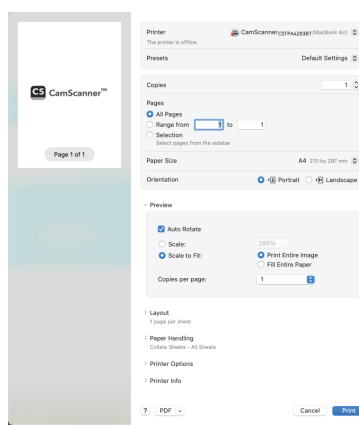 CS CamScanner™
Page 1 of 1
Printer CamScanner CSTPA4203BT (MacBook Air)
The printer is offline.
Presets Default Settings
Copies 1
Pages
All Pages
Range from 1 to 1
Selection
Select pages from the sidebar
Paper Size A4 210 by 297 mm
Orientation Portrait Landscape
Preview
Auto Rotate
Scale: 293%
Scale to Fit: Print Entire Image
Fill Entire Paper
Copies per page: 1
Layout
1 page per sheet
Paper Handling
Collate Sheets - All Sheets
Printer Options
Printer Info
? PDF Cancel Print